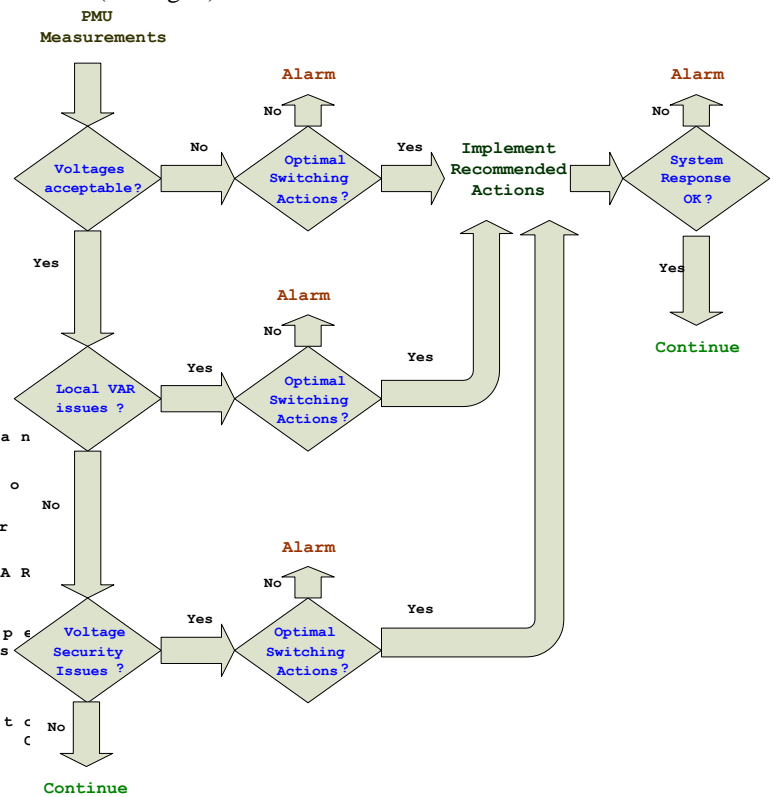 PMU
Measurements
Alarm
Alarm
No
No
No
Yes
Voltages
acceptable?
Optimal
Switching
Actions?
Implement
Recommended
Actions
System
Response
OK?
Yes
Yes
Alarm
No
Continue
Yes
Yes
Local VAR
issues ?
Optimal
Switching
Actions?
a n
o
No
r
A R
Alarm
No
Yes
Yes
p e
s
Voltage
Security
Issues ?
Optimal
Switching
Actions?
t
No
Continue